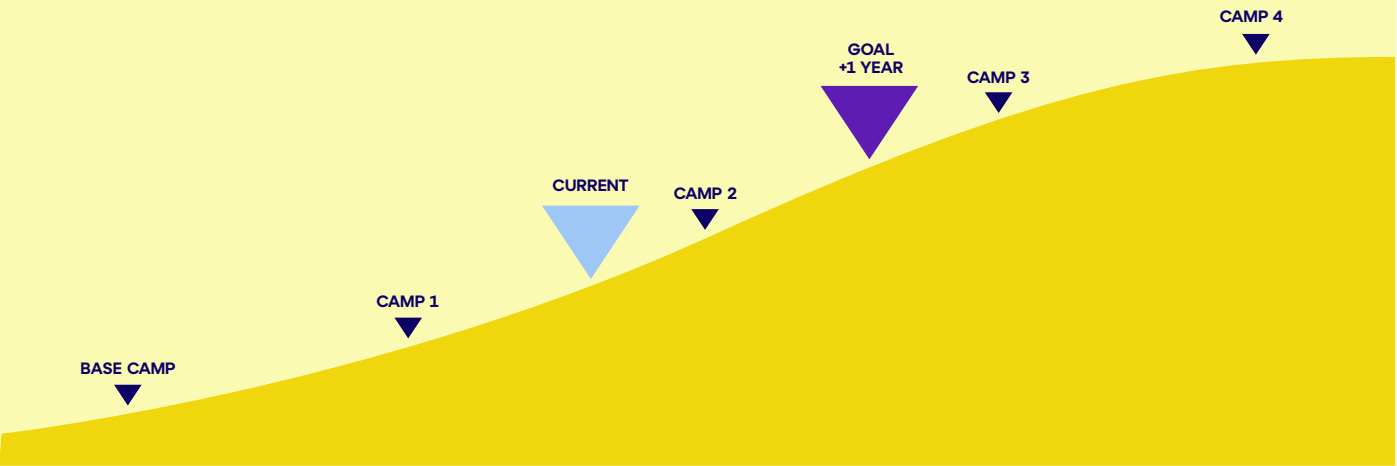 CAMP 4
GOAL
+1 YEAR
CAMP 3
CURRENT
CAMP 2
CAMP 1
BASE CAMP